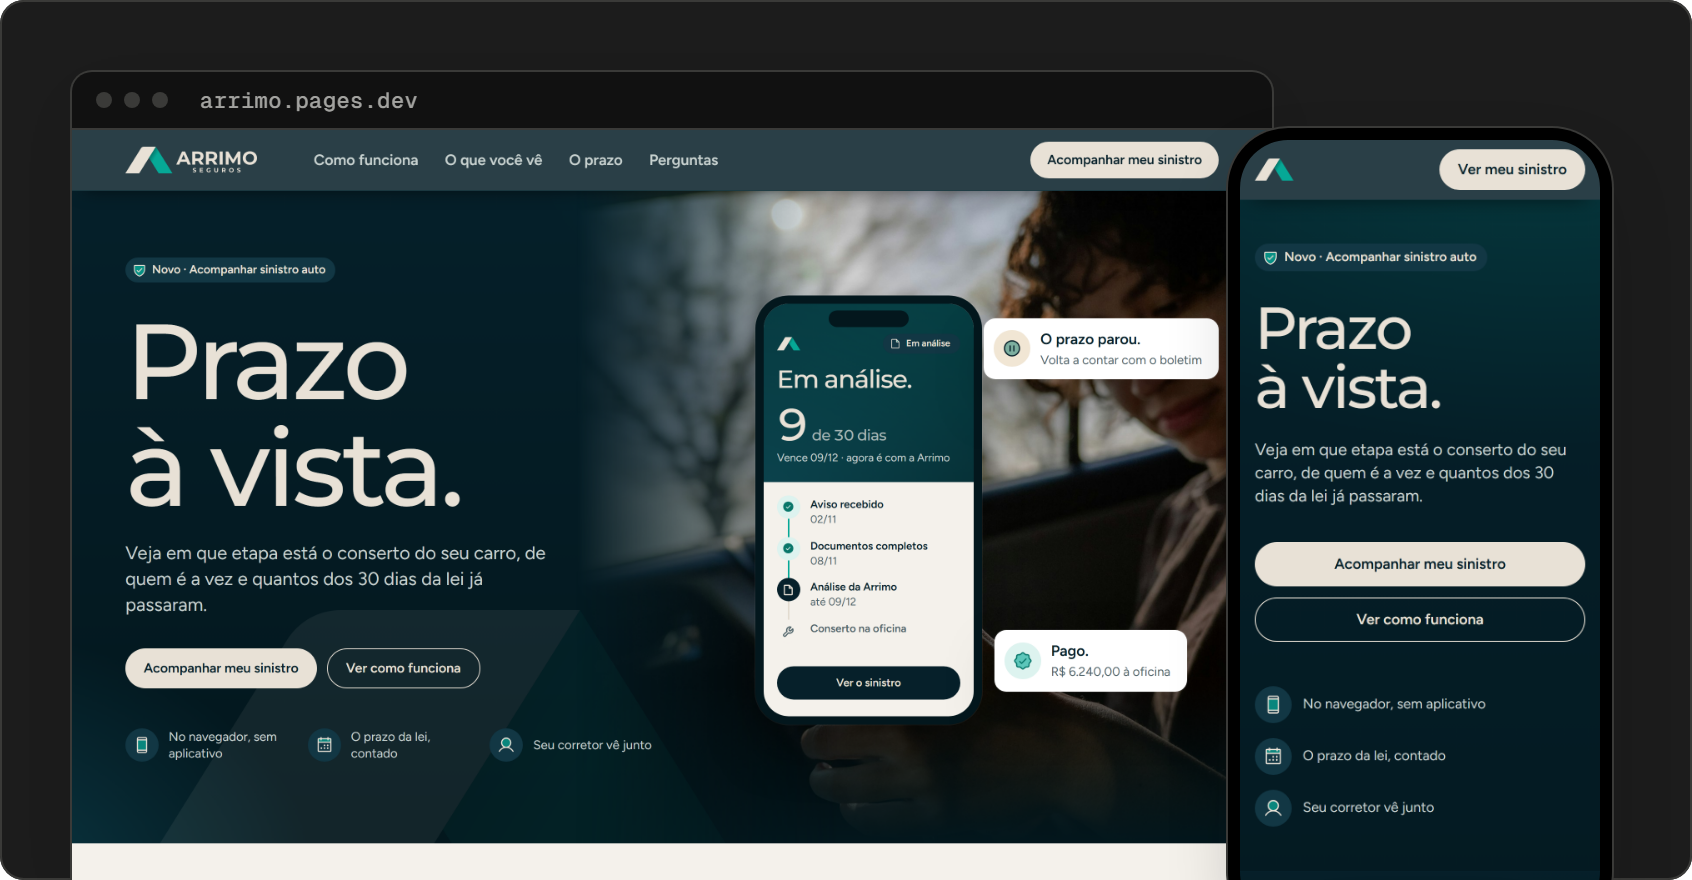 arrimo.pages.dev
ARRIMO
SEGUROS
Como funciona
O que você vê
O prazo
Perguntas
Acompanhar meu sinistro
Novo · Acompanhar sinistro auto
Prazo
à vista.
Veja em que etapa está o conserto do seu carro, de
quem é a vez e quantos dos 30 dias da lei já
passaram.
Acompanhar meu sinistro
Ver como funciona
No navegador, sem
aplicativo
O prazo da lei,
contado
Seu corretor vê junto
Em análise
Em análise.
9 de 30 dias
Vence 09/12 · agora é com a Arrimo
Aviso recebido
02/11
Documentos completos
08/11
Análise da Arrimo
até 09/12
Conserto na oficina
Ver o sinistro
O prazo parou.
Volta a contar com o boletim
Pago.
R$ 6.240,00 à oficina
Ver meu sinistro
Novo · Acompanhar sinistro auto
Prazo
à vista.
Veja em que etapa está o conserto do seu
carro, de quem é a vez e quantos dos 30
dias da lei já passaram.
Acompanhar meu sinistro
Ver como funciona
No navegador, sem aplicativo
O prazo da lei, contado
Seu corretor vê junto